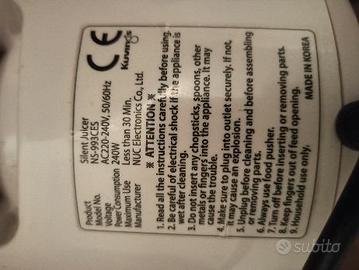 CE
Kuvings
Product Silent Juicer
Model No. NS-993CES
Voltage AC220-240V, 50/60Hz
Power Consumption 240W
Maximum Use Less than 30 Min.
Manufacturer NUC Electronics Co., Ltd.
※ ATTENTION ※
1. Read all the instructions carefully before using.
2. Be careful of electrical shock if the appliance is
wet after cleaning
3. Do not insert any chopsticks, spoons, other
metals or fingers into the appliance. It may
cause the trouble.
4. Make sure to plug into outlet securely. If not,
it may cause an explosion.
5. Unplug before cleaning and before assembling
or removing parts.
6. Always use food pusher.
7. Turn off before installing or removing parts.
8. Keep fingers out of feed opening.
9. Household use only.
MADE IN KOREA
subito